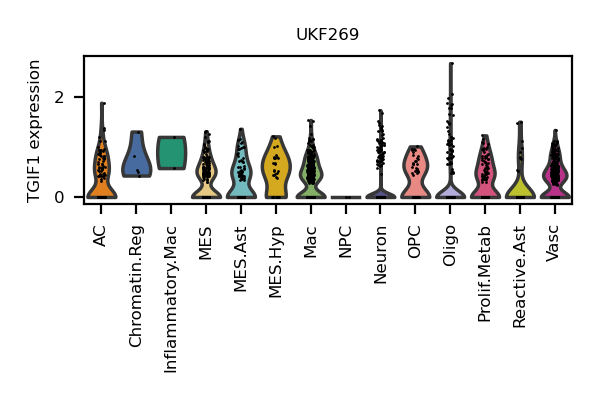 UKF269
TGIF1 expression
2
0
AC
Chromatin.Reg
Inflammatory.Mac
MES
MES.Ast
MES.Hyp
Mac
NPC
Neuron
OPC
Oligo
Prolif.Metab
Reactive.Ast
Vasc